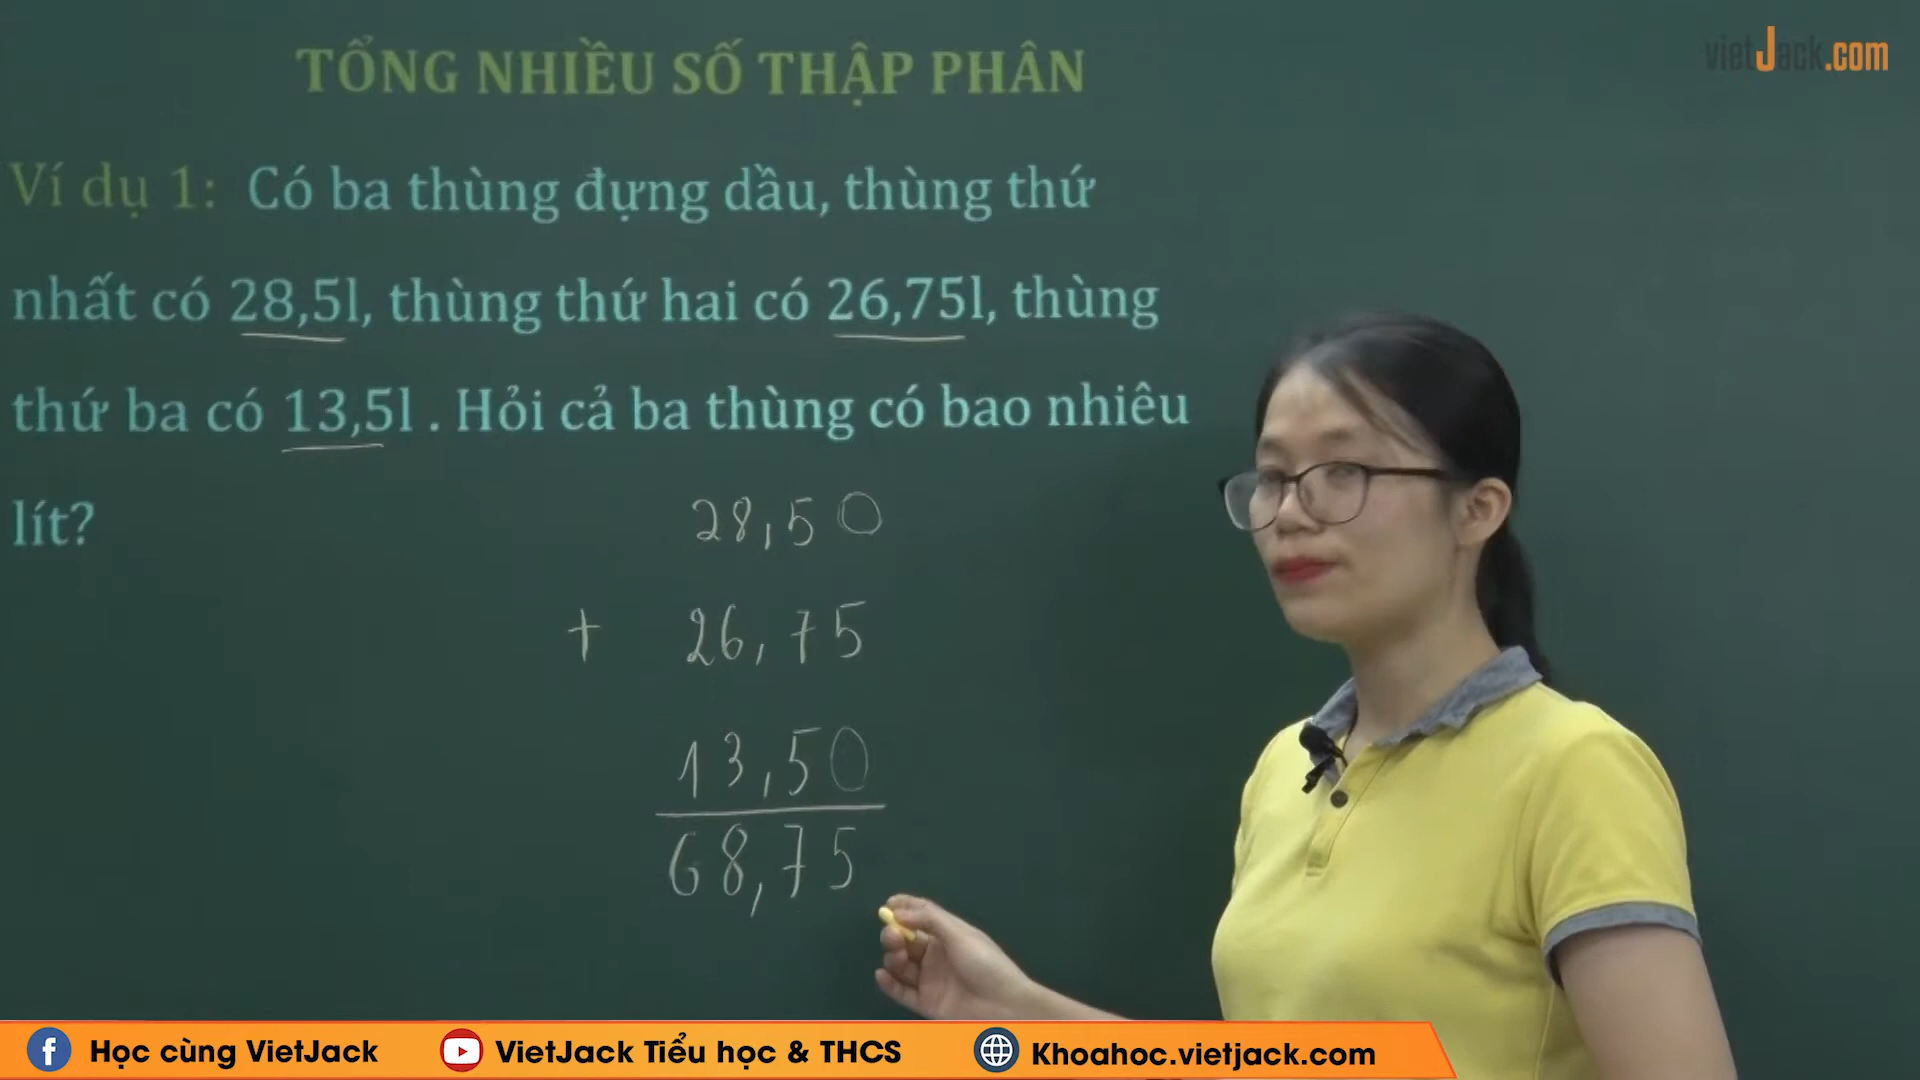 vietJack.com
TỔNG NHIỀU SỐ THẬP PHÂN
Ví dụ 1: Có ba thùng đựng dầu, thùng thứ
nhất có 28,5l, thùng thứ hai có 26,75l, thùng
thứ ba có 13,5l . Hỏi cả ba thùng có bao nhiêu
lít?
28,50
+ 26,75
13,50
68,75
Học cùng VietJack
VietJack Tiểu học & THCS
Khoahoc.vietjack.com